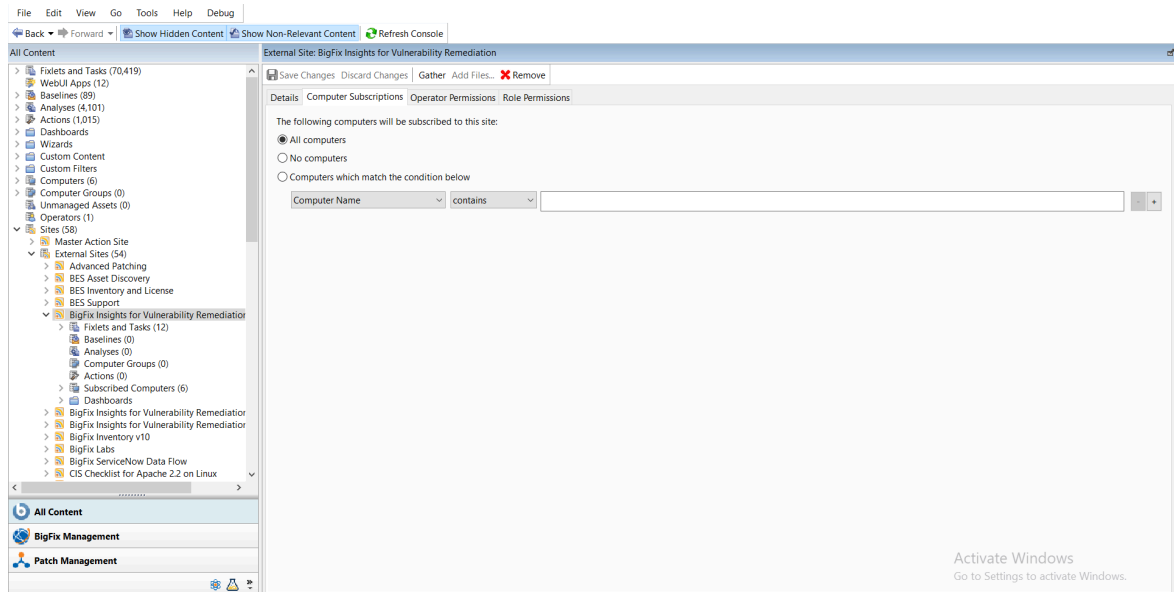 File Edit View Go Tools Help Debug
Back Forward Show Hidden Content Show Non-Relevant Content Refresh Console
All Content
External Site: BigFix Insights for Vulnerability Remediation
Fixlets and Tasks (70,419)
WebUI Apps (12)
Baselines (89)
Analyses (4,101)
Actions (1,015)
Dashboards
Wizards
Custom Content
Custom Filters
Computers (6)
Computer Groups (0)
Unmanaged Assets (0)
Operators (1)
Sites (58)
Master Action Site
External Sites (54)
Advanced Patching
BES Asset Discovery
BES Inventory and License
BES Support
BigFix Insights for Vulnerability Remediation
Fixlets and Tasks (12)
Baselines (0)
Analyses (0)
Computer Groups (0)
Actions (0)
Subscribed Computers (6)
Dashboards
BigFix Insights for Vulnerability Remediation
BigFix Insights for Vulnerability Remediation
BigFix Inventory v10
BigFix Labs
BigFix ServiceNow Data Flow
CIS Checklist for Apache 2.2 on Linux
All Content
BigFix Management
Patch Management
Save Changes Discard Changes Gather Add Files... Remove
Details Computer Subscriptions Operator Permissions Role Permissions
The following computers will be subscribed to this site:
All computers
No computers
Computers which match the condition below
Computer Name contains - +
Activate Windows
Go to Settings to activate Windows.